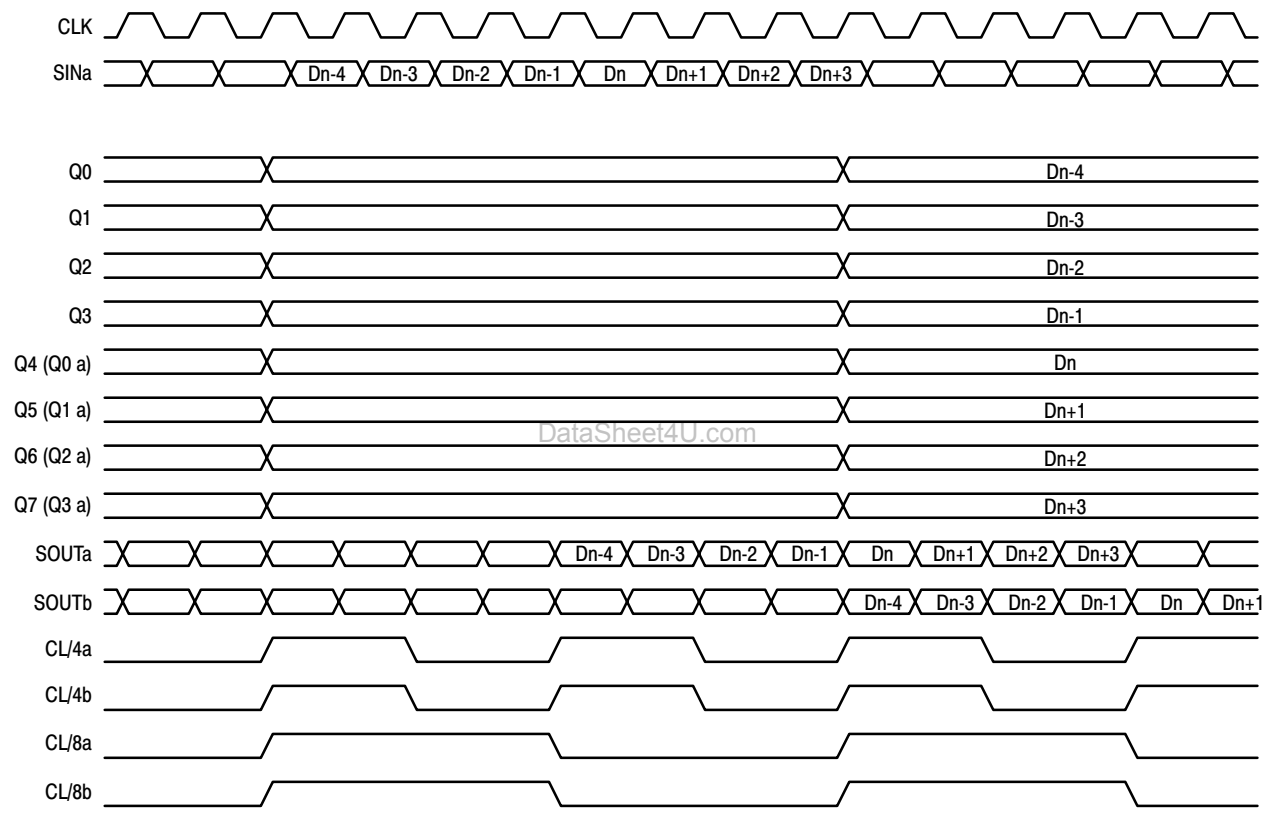 CLK
SINa Dn-4 Dn-3 Dn-2 Dn-1 Dn Dn+1 Dn+2 Dn+3
Q0 Dn-4
Q1 Dn-3
Q2 Dn-2
Q3 Dn-1
Q4 (Q0 a) Dn
Q5 (Q1 a) Dn+1
DataSheet4U.com
Q6 (Q2 a) Dn+2
Q7 (Q3 a) Dn+3
SOUTa Dn-4 Dn-3 Dn-2 Dn-1 Dn Dn+1 Dn+2 Dn+3
SOUTb Dn-4 Dn-3 Dn-2 Dn-1 Dn Dn+1
CL/4a
CL/4b
CL/8a
CL/8b